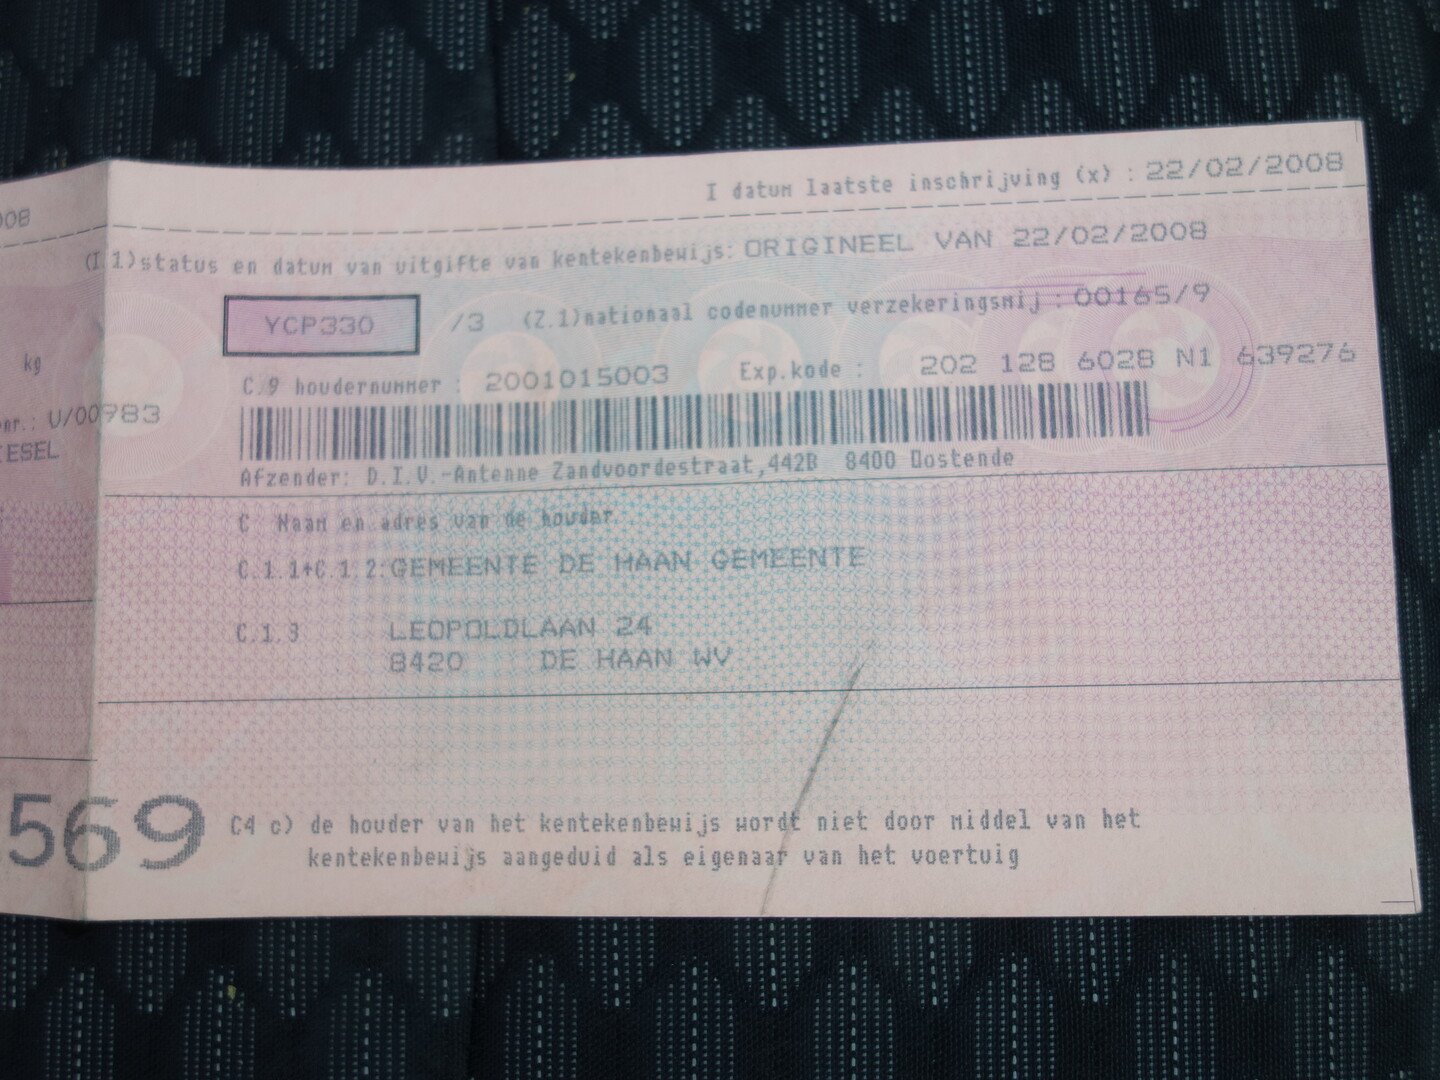 008
I datum laatste inschrijving (x) : 22/02/2008
(I.1)status en datum van uitgifte van kentekenbewijs: ORIGINEEL VAN 22/02/2008
YCP330 /3 (Z.1)nationaal codenummer verzekeringsmij : 00165/9
kg
C.9 houdernummer : 2001015003 Exp.kode : 202 128 6028 N1 639276
nr.: U/00983
IESEL
Afzender: D.I.V.-Antenne Zandvoordestraat,442B 8400 Oostende
C Naam en adres van de houder
C.1.1+C.1.2:GEMEENTE DE HAAN GEMEENTE
C.1.3 LEOPOLDLAAN 24
8420 DE HAAN WV
569
C4 c) de houder van het kentekenbewijs wordt niet door middel van het
kentekenbewijs aangeduid als eigenaar van het voertuig